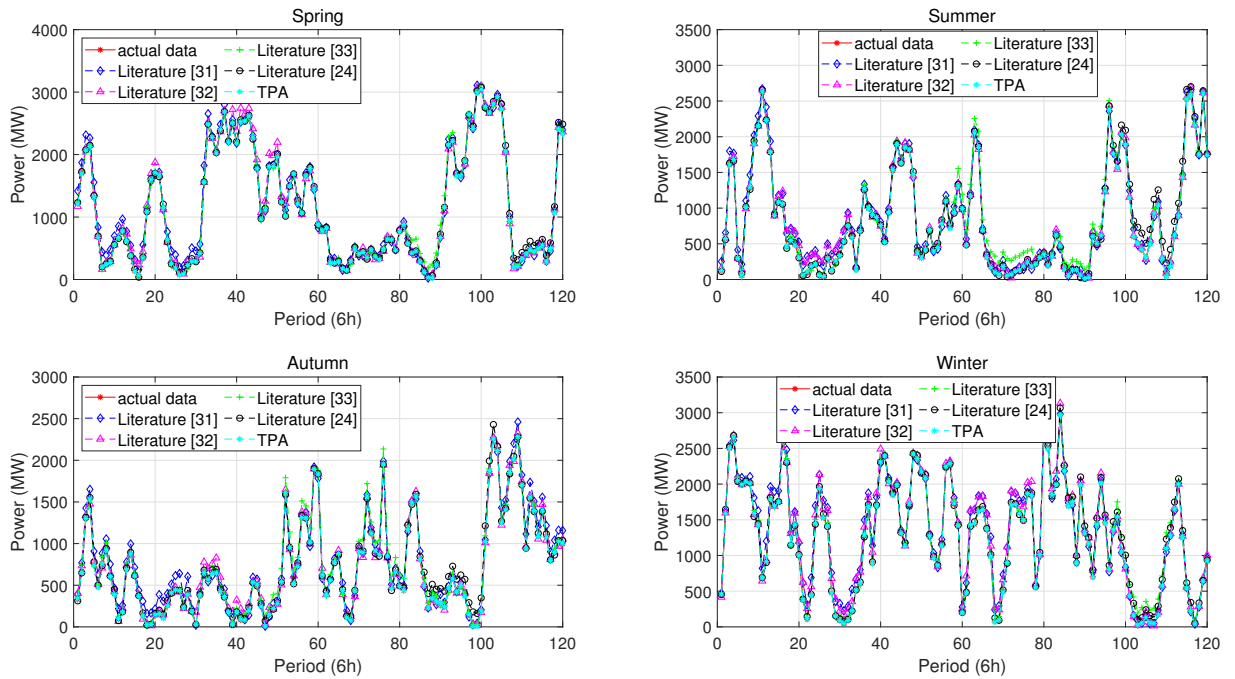 Spring
4000
3000
2000
1000
0
Power (MW)
actual data
Literature [31]
Literature [32]
Literature [33]
Literature [24]
TPA
0 20 40 60 80 100 120
Period (6h)
Summer
3500
3000
2500
2000
1500
1000
500
0
Power (MW)
actual data
Literature [31]
Literature [32]
Literature [33]
Literature [24]
TPA
0 20 40 60 80 100 120
Period (6h)
Autumn
3000
2500
2000
1500
1000
500
0
Power (MW)
actual data
Literature [31]
Literature [32]
Literature [33]
Literature [24]
TPA
0 20 40 60 80 100 120
Period (6h)
Winter
3500
3000
2500
2000
1500
1000
500
0
Power (MW)
actual data
Literature [31]
Literature [32]
Literature [33]
Literature [24]
TPA
0 20 40 60 80 100 120
Period (6h)